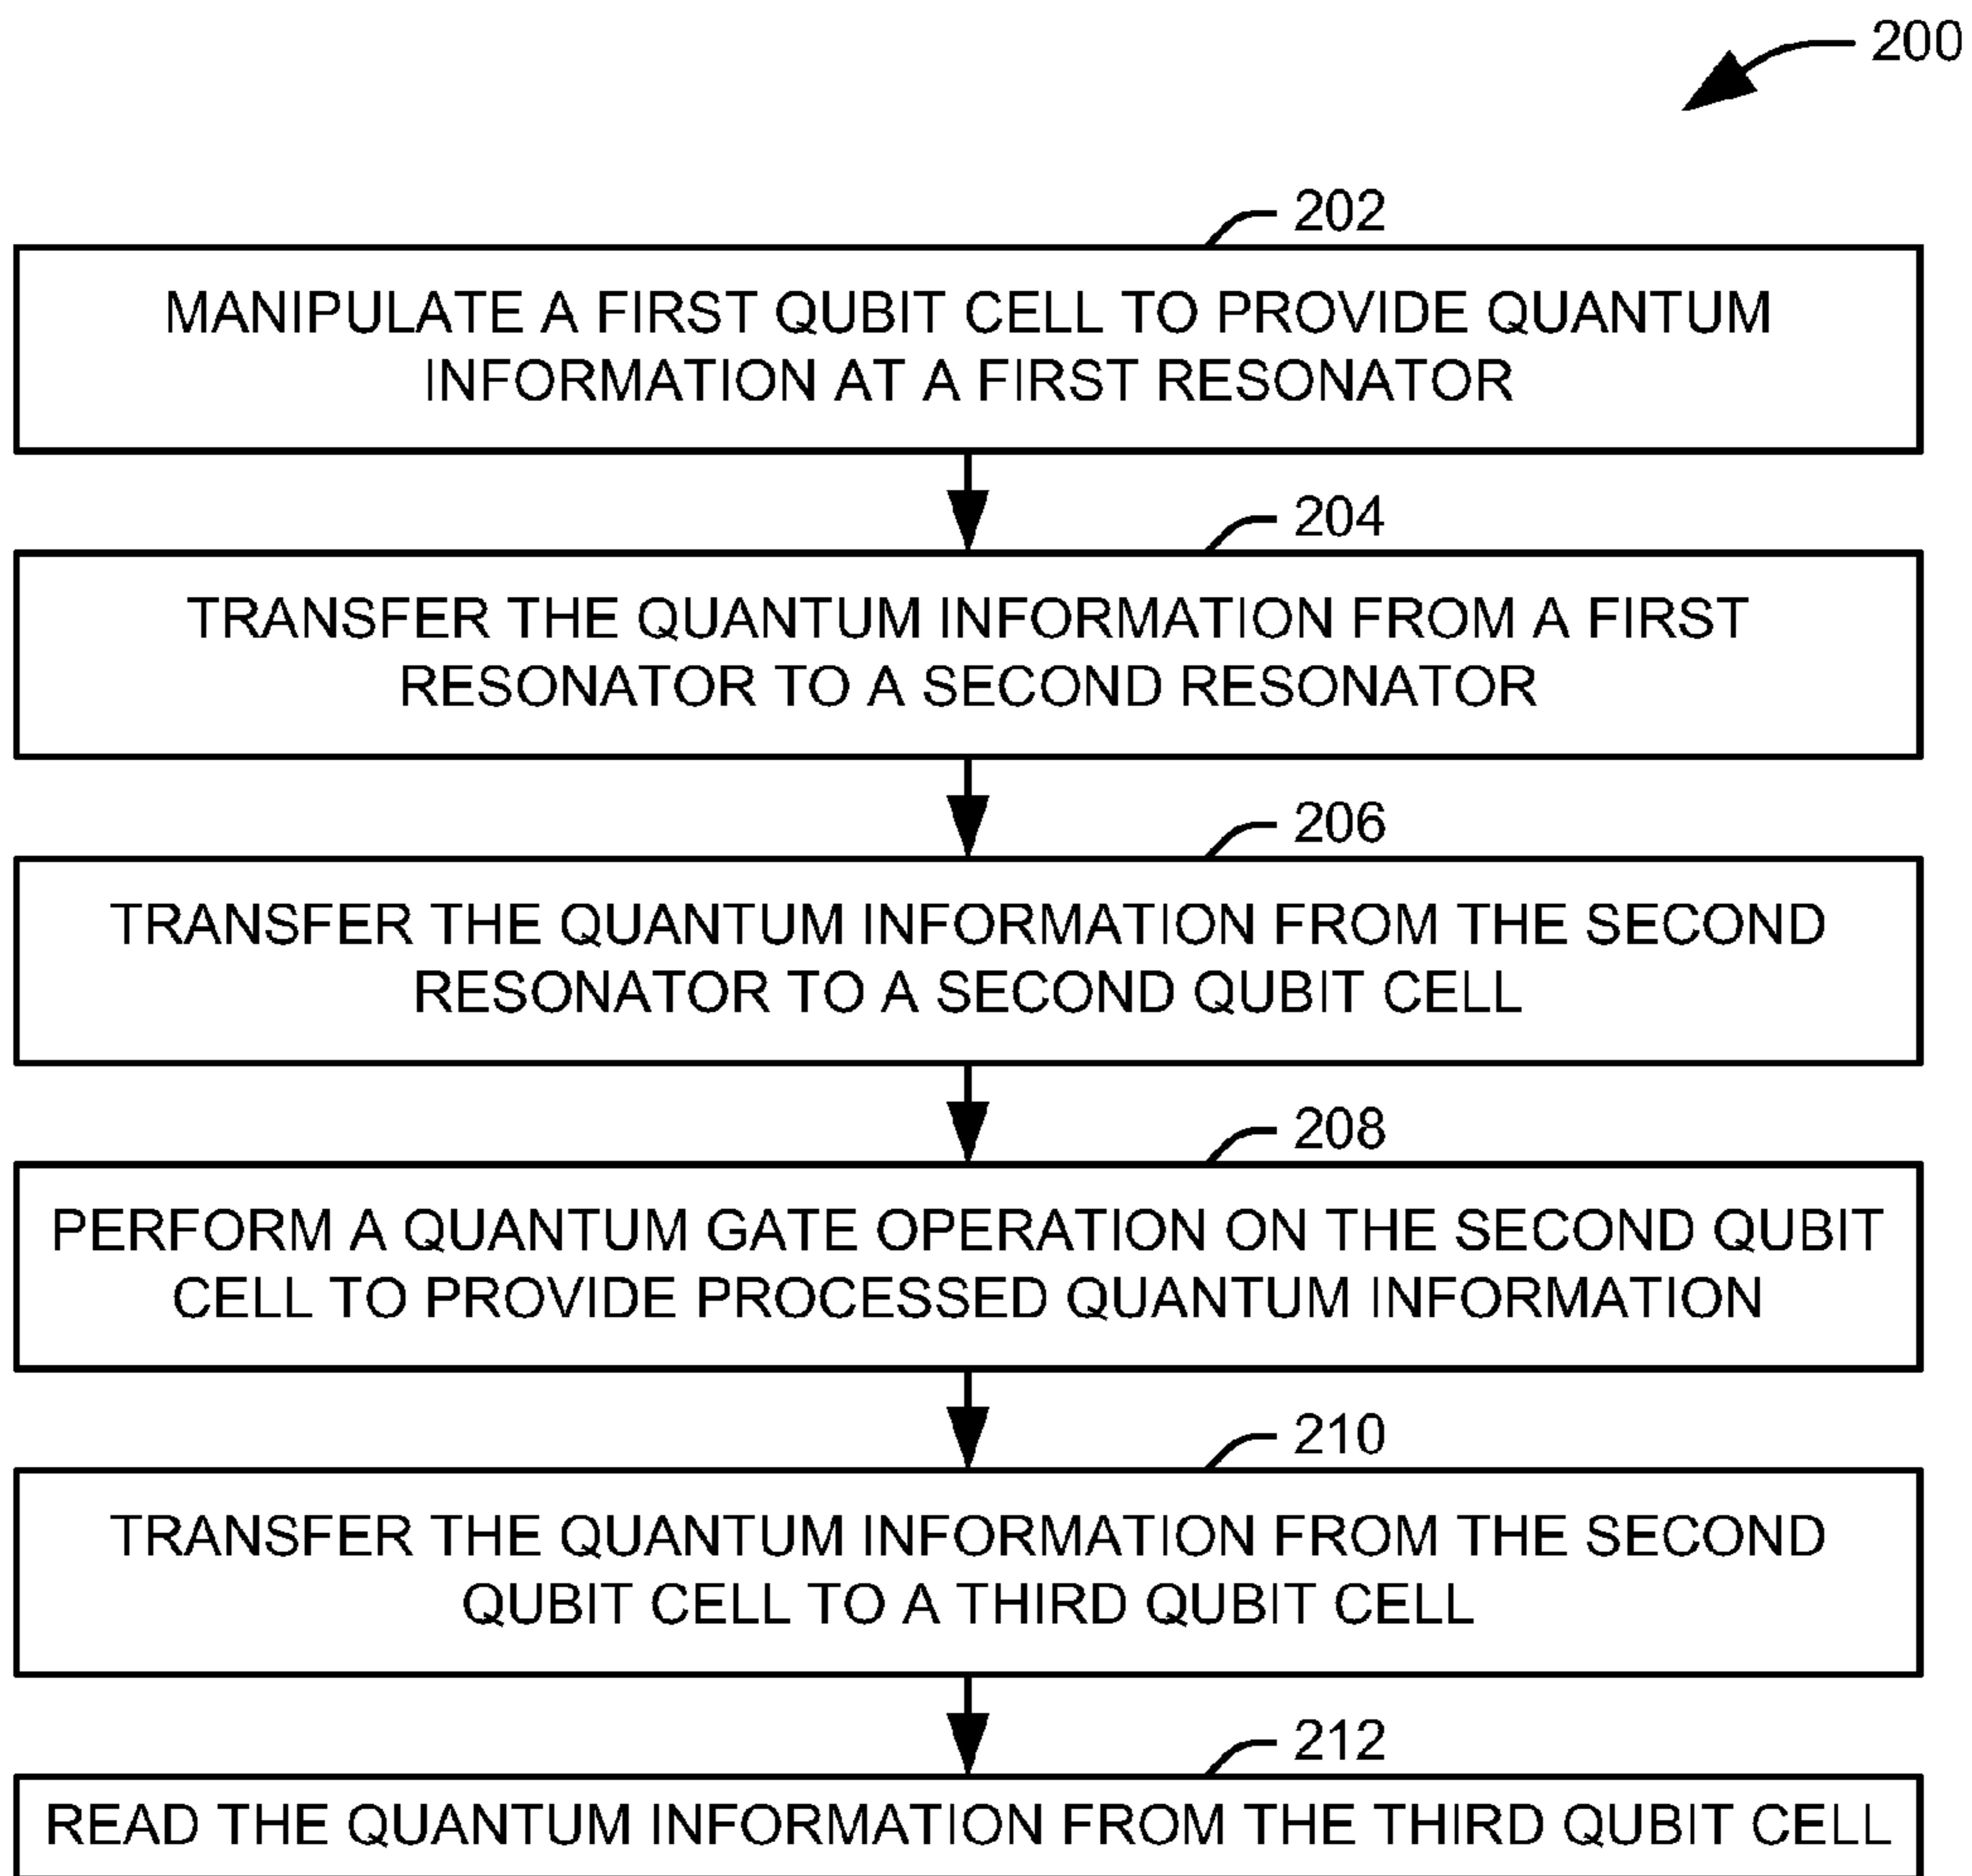 200
202
MANIPULATE A FIRST QUBIT CELL TO PROVIDE QUANTUM
INFORMATION AT A FIRST RESONATOR
204
TRANSFER THE QUANTUM INFORMATION FROM A FIRST
RESONATOR TO A SECOND RESONATOR
206
TRANSFER THE QUANTUM INFORMATION FROM THE SECOND
RESONATOR TO A SECOND QUBIT CELL
208
PERFORM A QUANTUM GATE OPERATION ON THE SECOND QUBIT
CELL TO PROVIDE PROCESSED QUANTUM INFORMATION
210
TRANSFER THE QUANTUM INFORMATION FROM THE SECOND
QUBIT CELL TO A THIRD QUBIT CELL
212
READ THE QUANTUM INFORMATION FROM THE THIRD QUBIT CELL